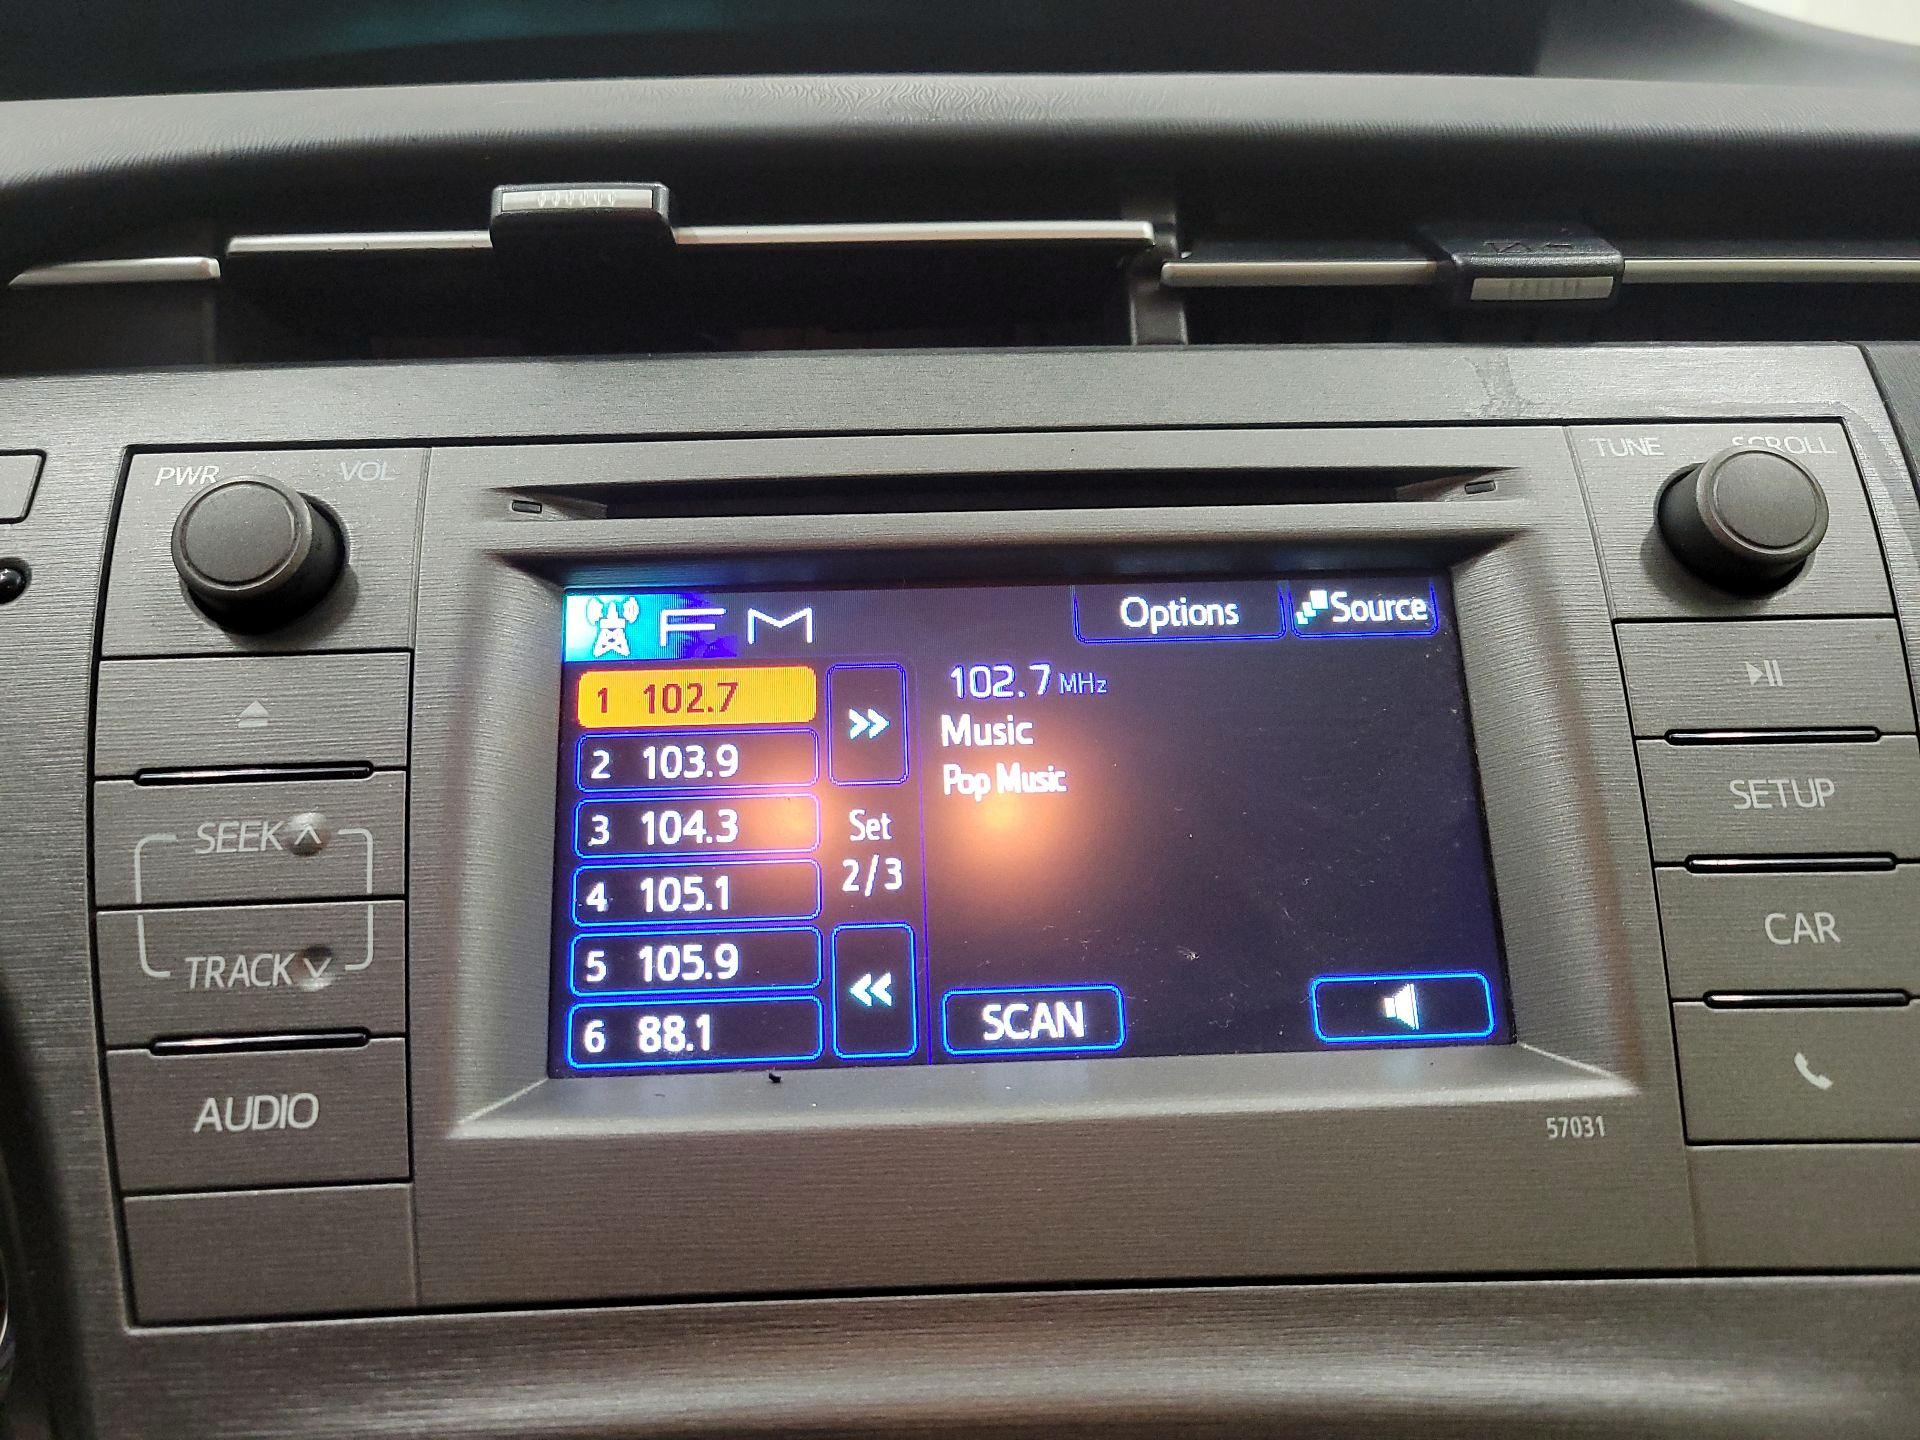 PWR VOL
TUNE SCROLL
FM
Options
Source
1 102.7
2 103.9
3 104.3
4 105.1
5 105.9
6 88.1
Set
2/3
102.7 MHz
Music
Pop Music
SCAN
SEEK
TRACK
AUDIO
SETUP
CAR
57031